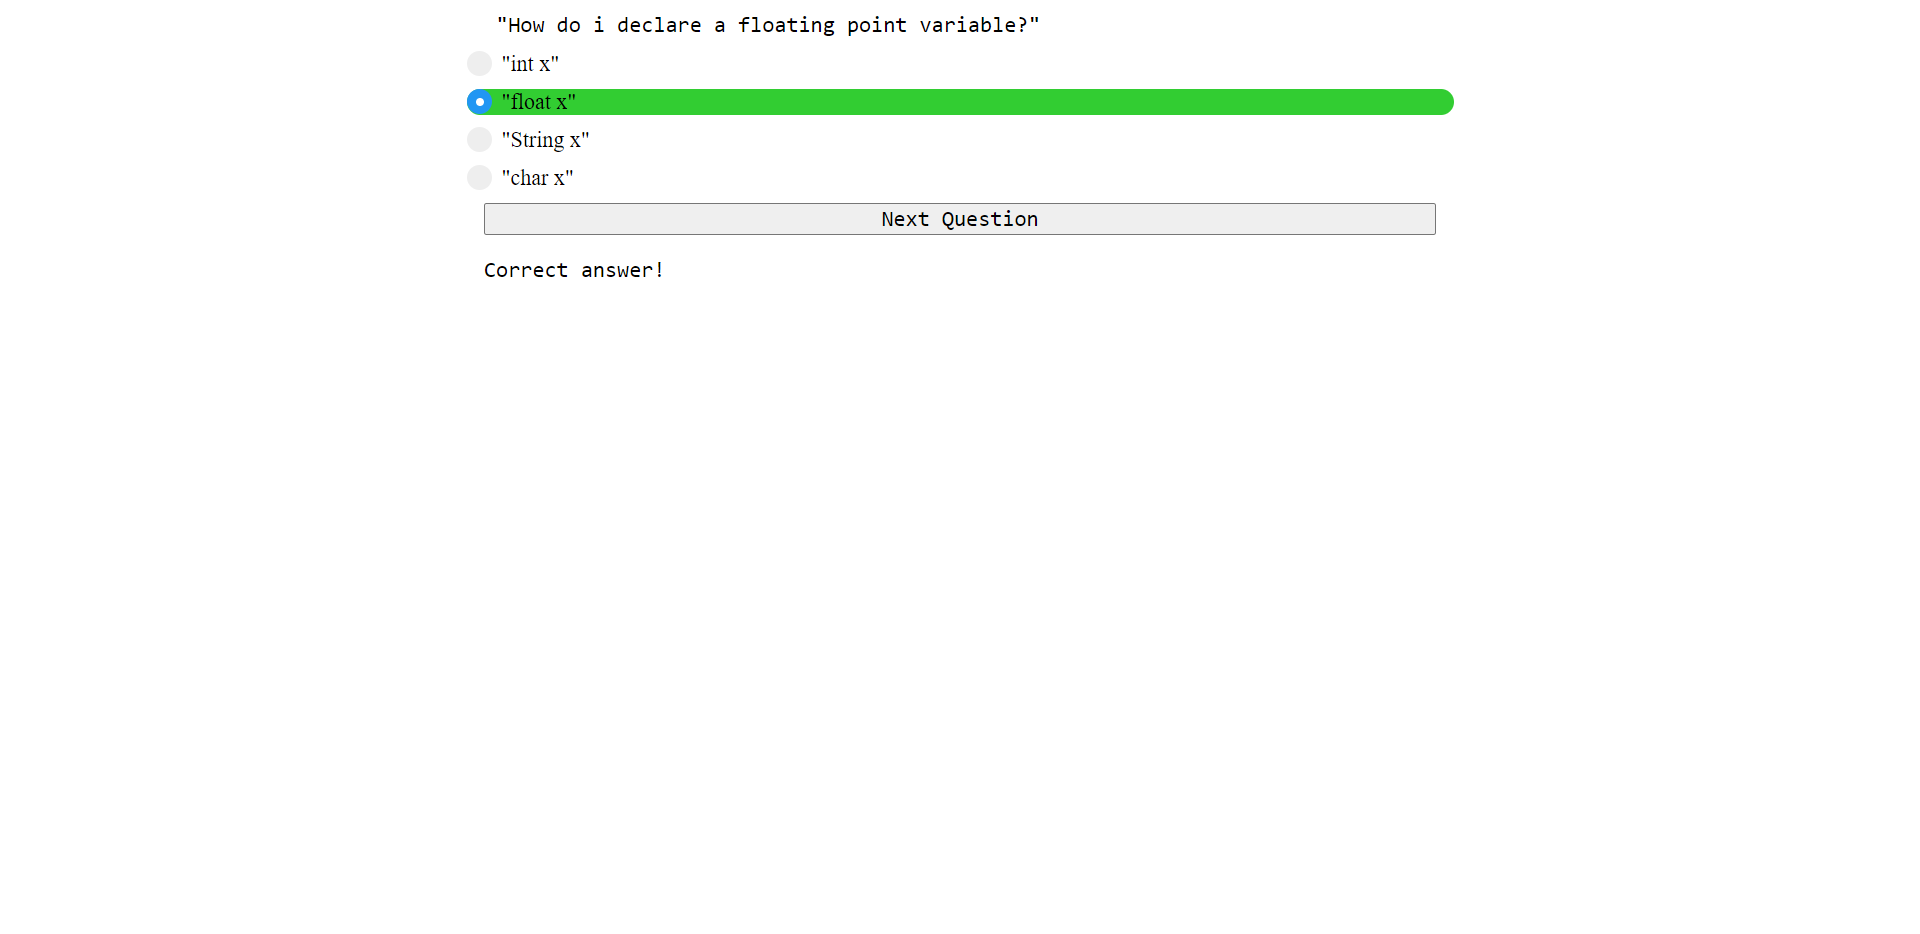 "How do i declare a floating point variable?"
"int x"
"float x"
"String x"
"char x"
Next Question
Correct answer!